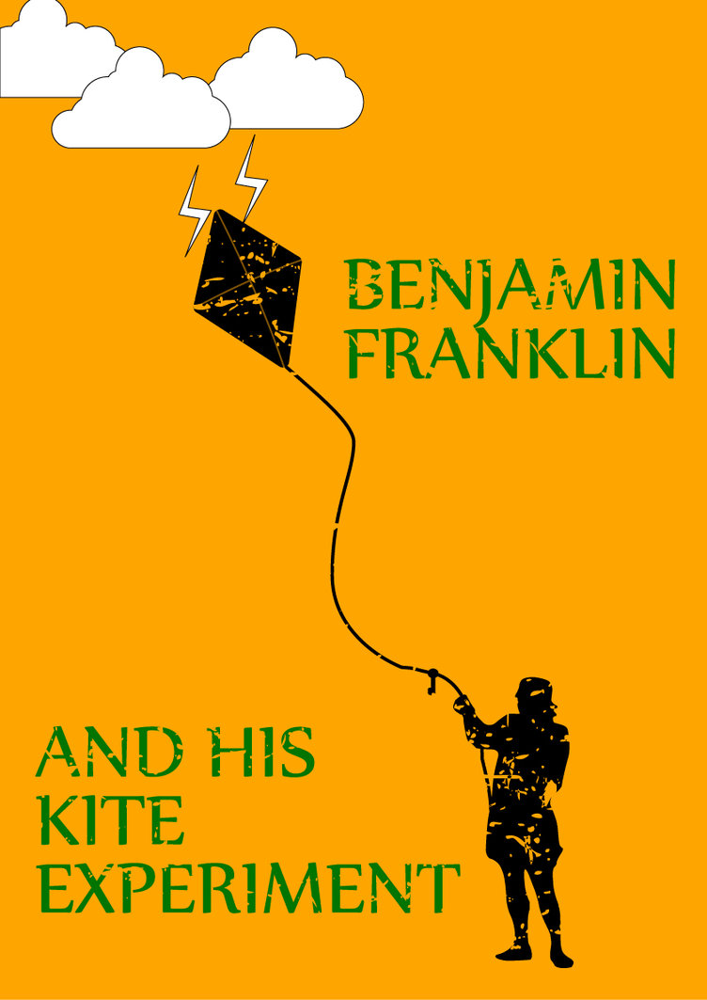 BENJAMIN
FRANKLIN
AND HIS
KITE
EXPERIMENT